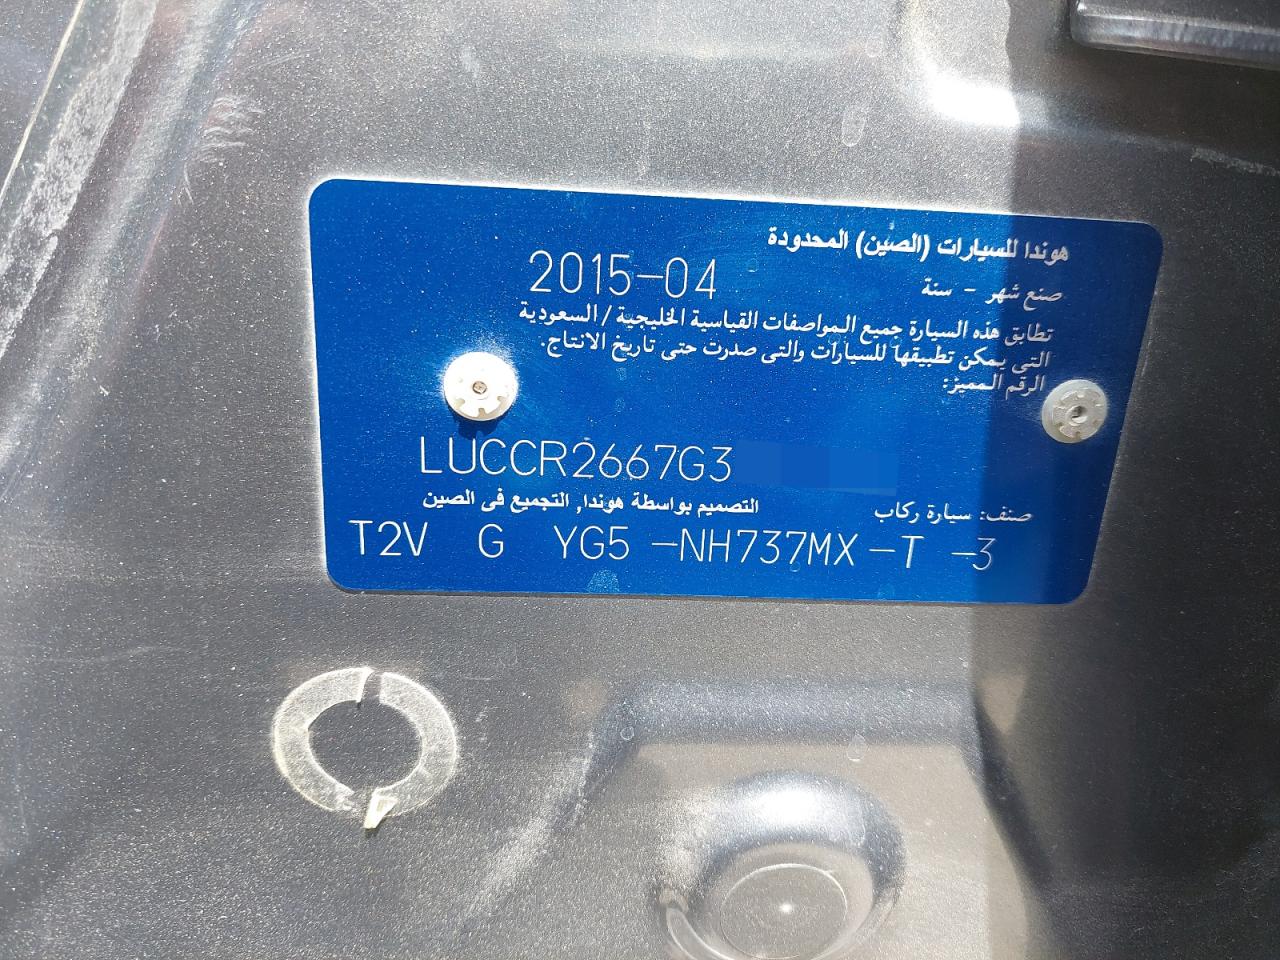 هوندا للسيارات (الصين) المحدودة
صنع شهر - سنة 2015-04
تطابق هذه السيارة جميع المواصفات القياسية الخليجية / السعودية
التي يمكن تطبيقها للسيارات والتي صدرت حتى تاريخ الانتاج.
الرقم المميز:
LUCCR2667G3
صنف: سيارة ركاب التصميم بواسطة هوندا, التجميع في الصين
T2V G YG5 -NH737MX -T -3